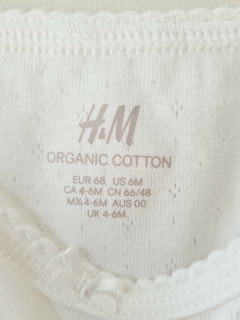 H&M
ORGANIC COTTON
EUR 68 US 6M
CA 4-6M CN 66/48
MX 4-6M AUS 00
UK 4-6M